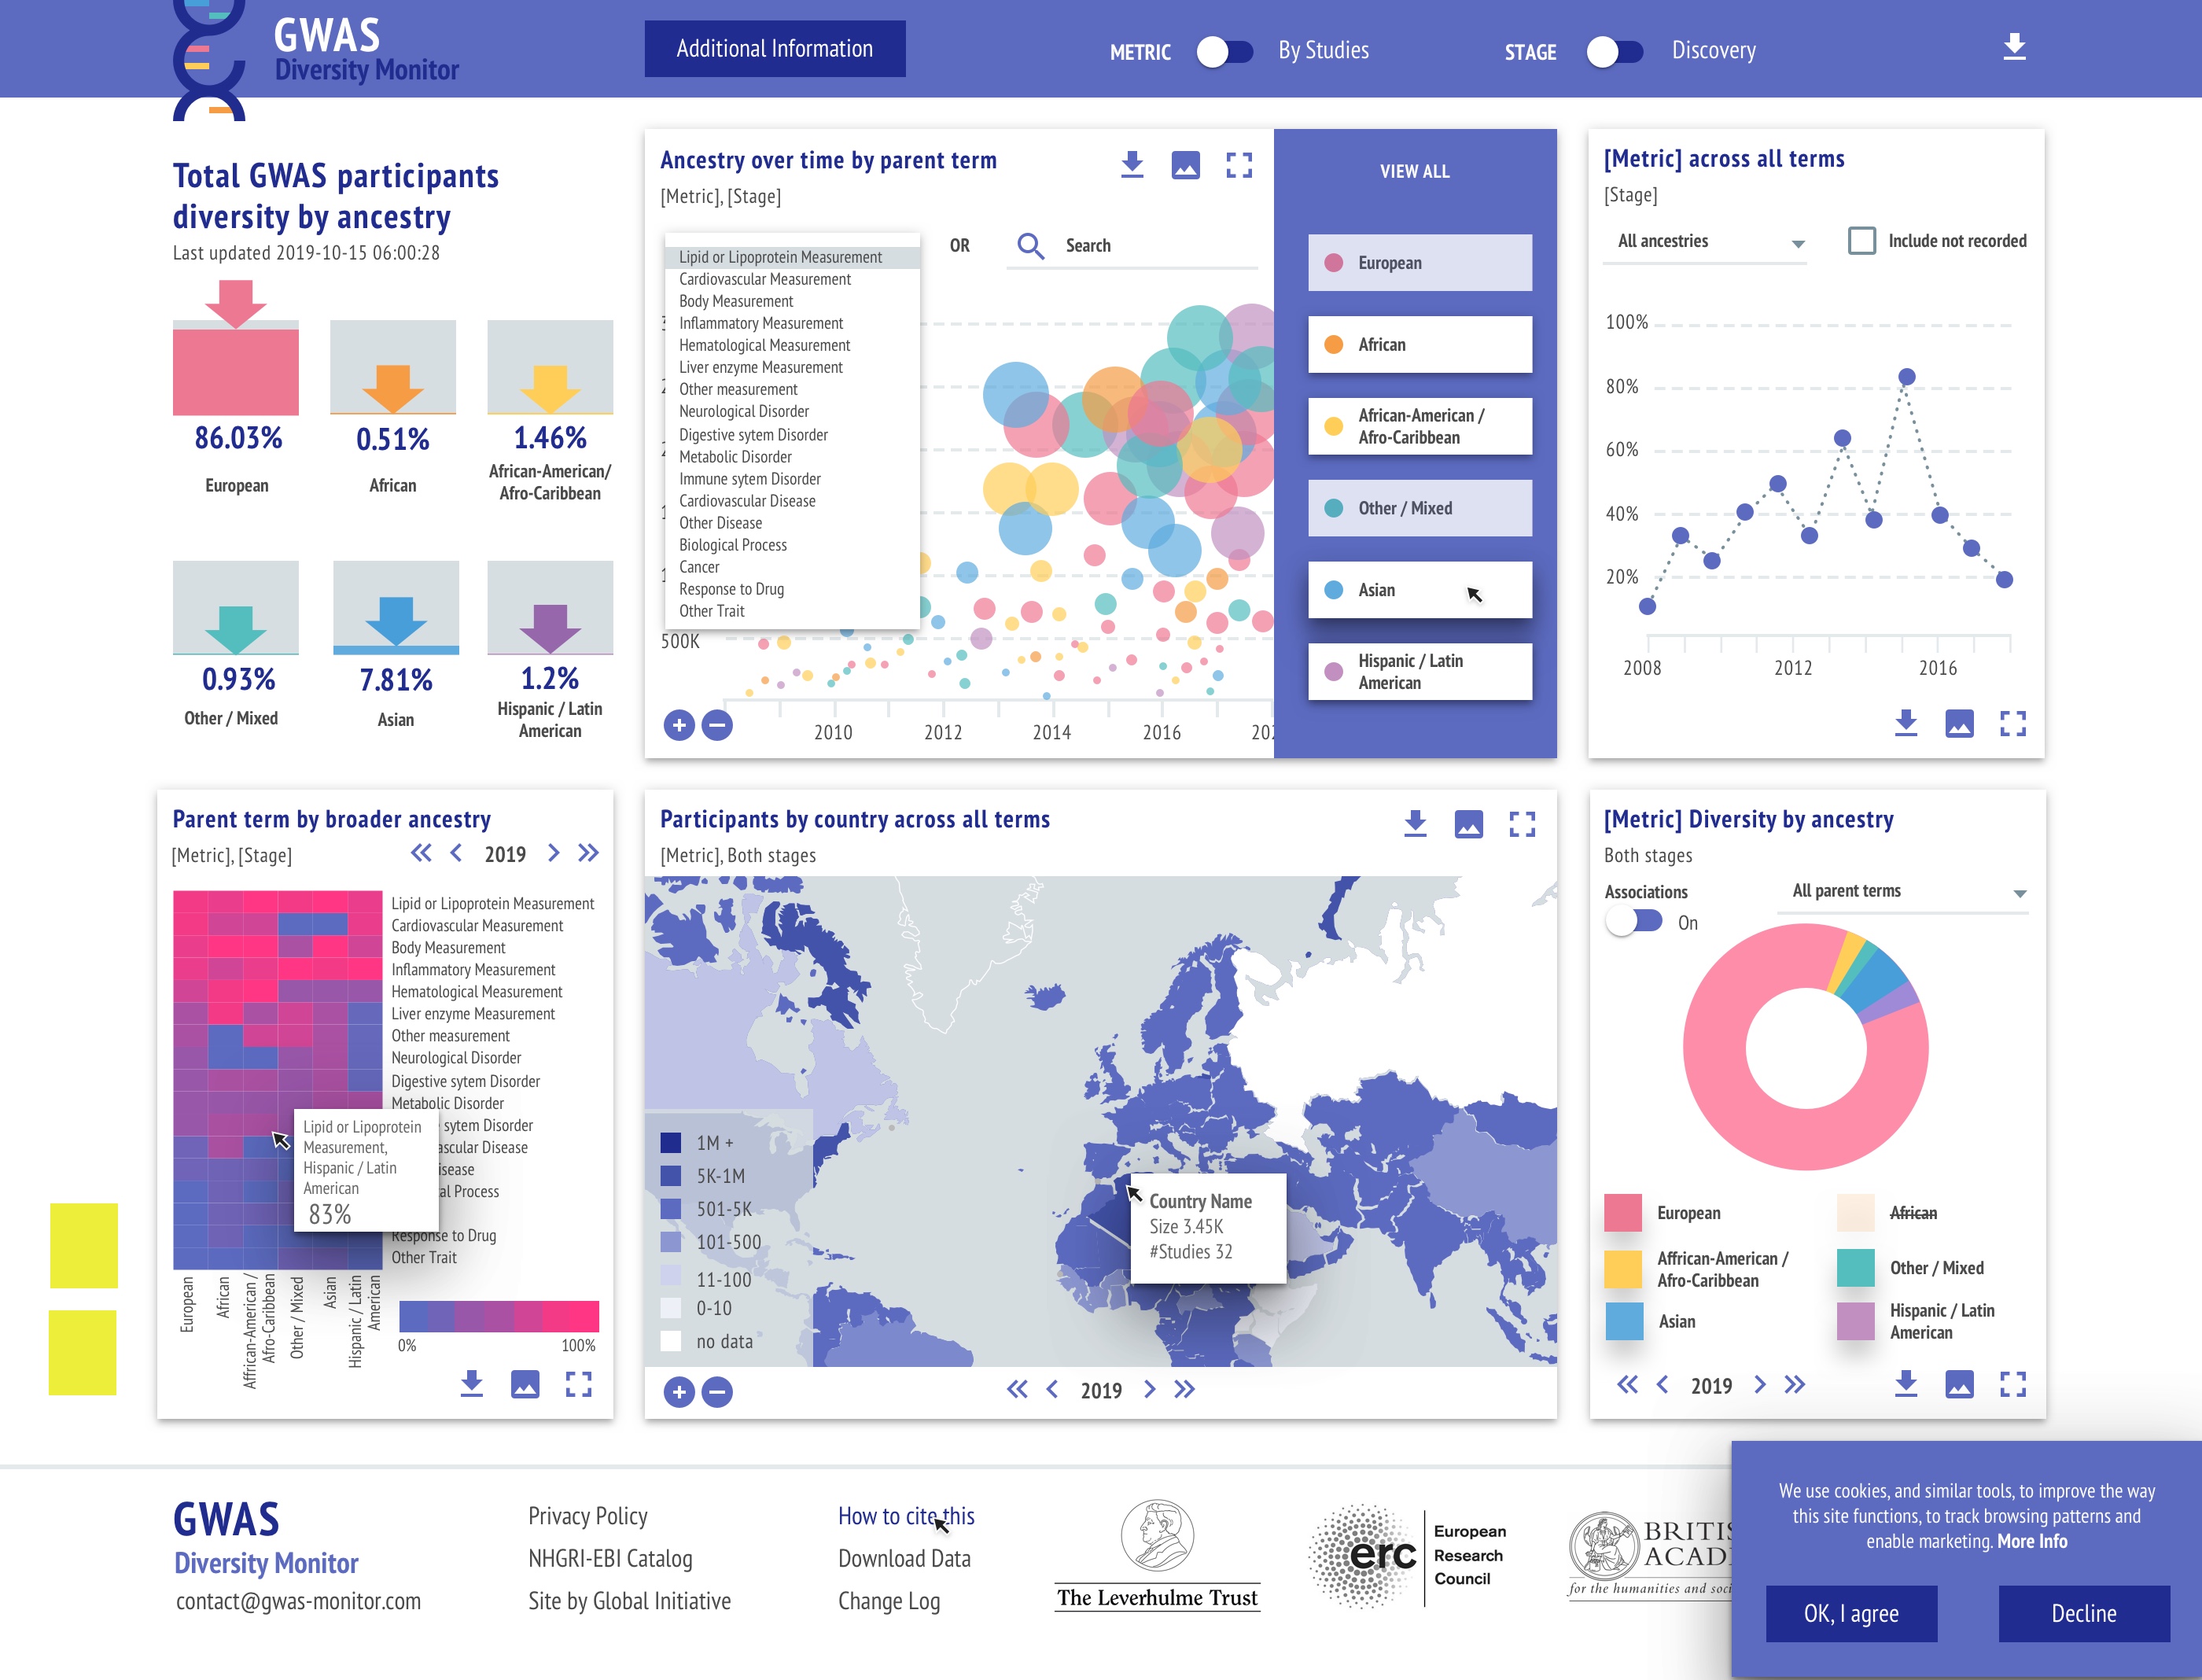 GWAS
Diversity Monitor
Additional Information
METRIC
By Studies
STAGE
Discovery
Total GWAS participants
diversity by ancestry
Last updated 2019-10-15 06:00:28
86.03%
European
0.51%
African
1.46%
African-American/
Afro-Caribbean
0.93%
Other / Mixed
7.81%
Asian
1.2%
Hispanic / Latin
American
Ancestry over time by parent term
[Metric], [Stage]
OR
Search
Lipid or Lipoprotein Measurement
Cardiovascular Measurement
Body Measurement
Inflammatory Measurement
Hematological Measurement
Liver enzyme Measurement
Other measurement
Neurological Disorder
Digestive sytem Disorder
Metabolic Disorder
Immune sytem Disorder
Cardiovascular Disease
Other Disease
Biological Process
Cancer
Response to Drug
Other Trait
500K
2010
2012
2014
2016
202
VIEW ALL
European
African
African-American /
Afro-Caribbean
Other / Mixed
Asian
Hispanic / Latin
American
[Metric] across all terms
[Stage]
All ancestries
Include not recorded
100%
80%
60%
40%
20%
2008
2012
2016
Parent term by broader ancestry
[Metric], [Stage]
2019
Lipid or Lipoprotein Measurement
Cardiovascular Measurement
Body Measurement
Inflammatory Measurement
Hematological Measurement
Liver enzyme Measurement
Other measurement
Neurological Disorder
Digestive sytem Disorder
Metabolic Disorder
sytem Disorder
ascular Disease
isease
al Process
Response to Drug
Other Trait
Lipid or Lipoprotein
Measurement,
Hispanic / Latin
American
83%
European
African
Affrican-American /
Afro-Caribbean
Other / Mixed
Asian
Hispanic / Latin
American
0%
100%
Participants by country across all terms
[Metric], Both stages
1M +
5K-1M
501-5K
101-500
11-100
0-10
no data
Country Name
Size 3.45K
#Studies 32
2019
[Metric] Diversity by ancestry
Both stages
Associations
On
All parent terms
European
African
Affrican-American /
Afro-Caribbean
Other / Mixed
Asian
Hispanic / Latin
American
2019
GWAS
Diversity Monitor
contact@gwas-monitor.com
Privacy Policy
NHGRI-EBI Catalog
Site by Global Initiative
How to cite this
Download Data
Change Log
The Leverhulme Trust
erc
European
Research
Council
BRITIS
ACAD
for the humanities and soci
We use cookies, and similar tools, to improve the way
this site functions, to track browsing patterns and
enable marketing. More Info
OK, I agree
Decline